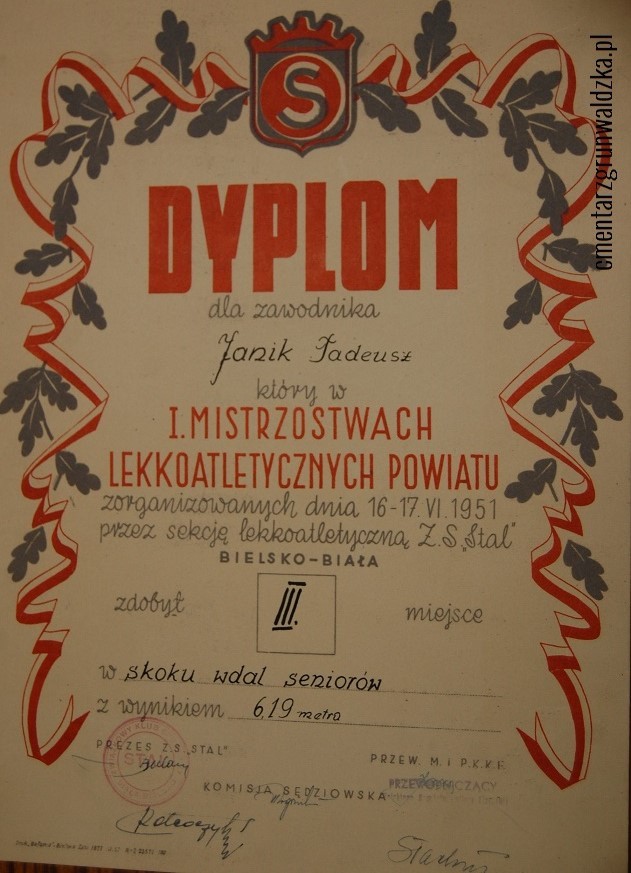 S
DYPLOM
dla zawodnika
Janik Tadeusz
który w
I. MISTRZOSTWACH
LEKKOATLETYCZNYCH POWIATU
zorganizowanych dnia 16-17.VI.1951
przez sekcję lekkoatletyczną Z.S. „Stal"
BIELSKO-BIAŁA
zdobył III. miejsce
w skoku wdal seniorów
z wynikiem 6,19 metra
PREZES Z.S. „STAL"
PRZEW. M. i P.K.K.F.
STAL
KOMISJA SĘDZIOWSKA
PRZEWODNICZĄCY
cmentarzgrunwaldzka.pl